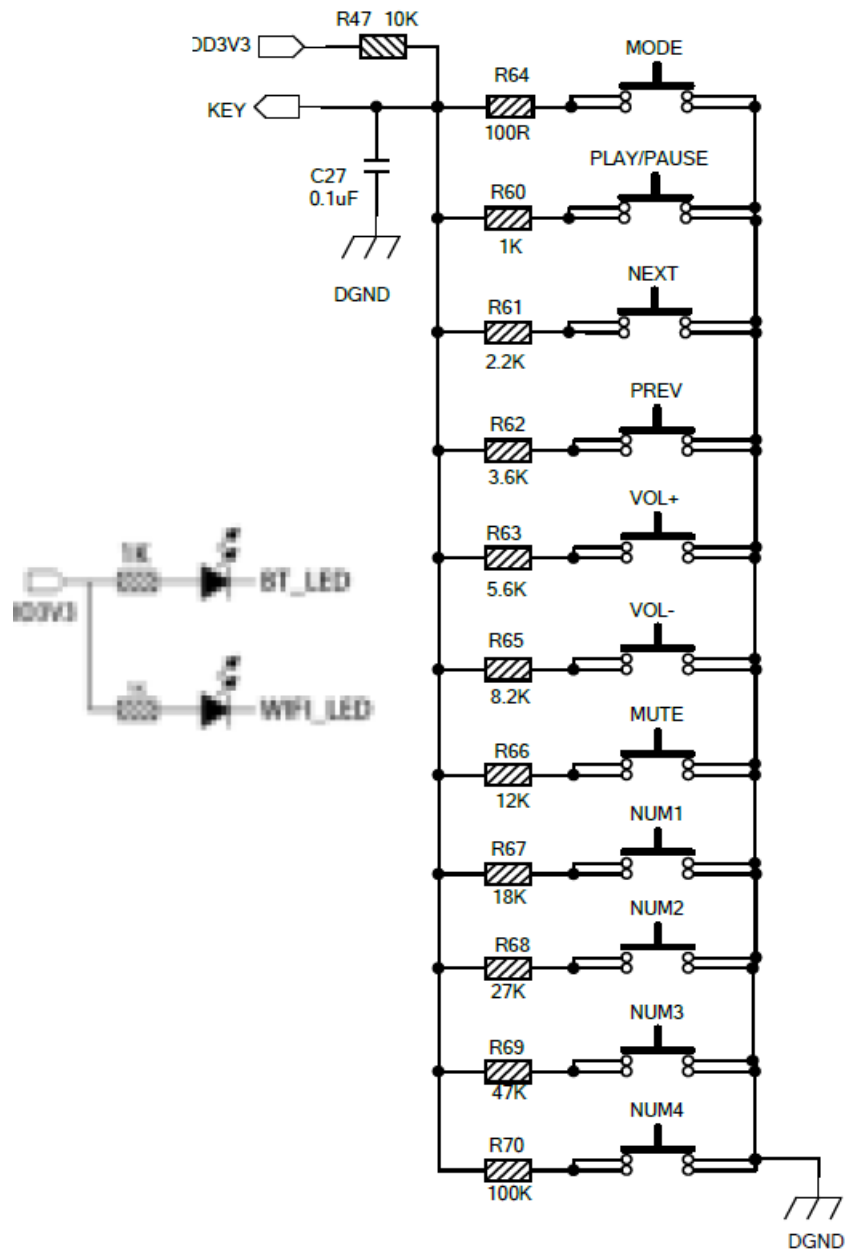 R47 10K
DD3V3
KEY
C27
0.1uF
DGND
MODE
R64
100R
PLAY/PAUSE
R60
1K
NEXT
R61
2.2K
PREV
R62
3.6K
VOL+
R63
5.6K
VOL-
R65
8.2K
MUTE
R66
12K
NUM1
R67
18K
NUM2
R68
27K
NUM3
R69
47K
NUM4
R70
100K
DGND
1K
BT_LED
WIFI_LED